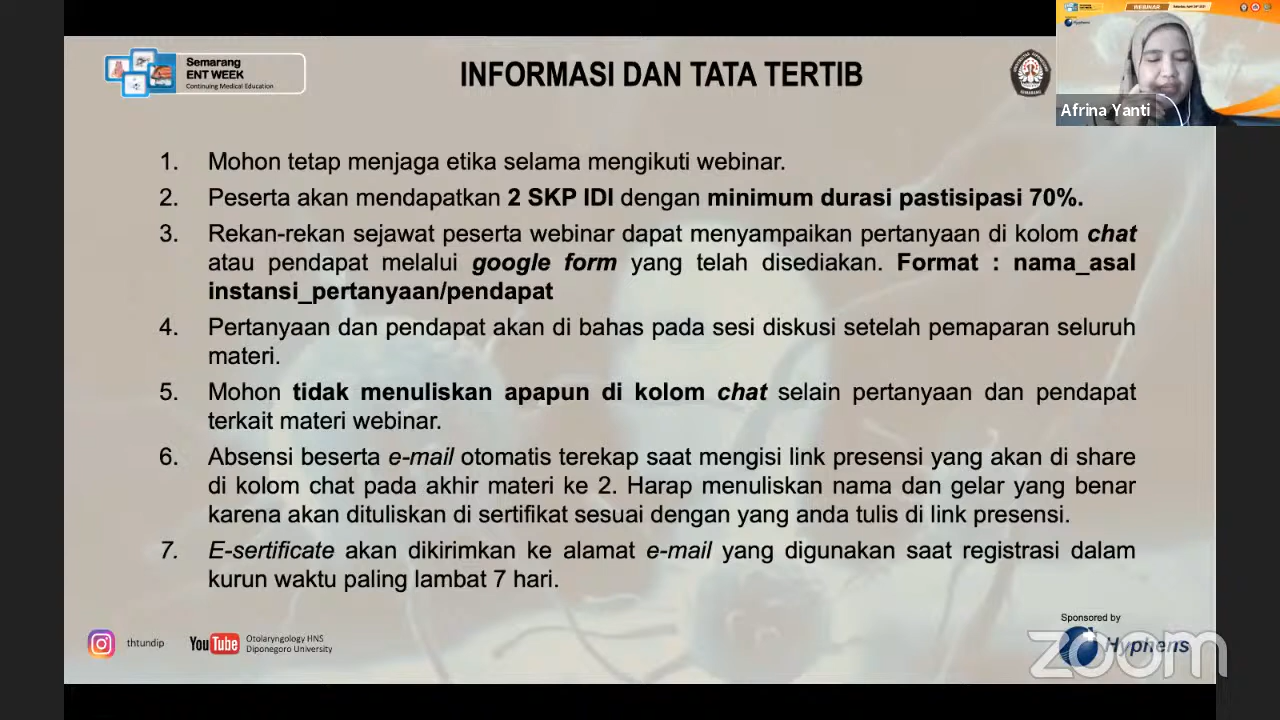 Semarang
ENT WEEK
Continuing Medical Education
INFORMASI DAN TATA TERTIB
WEBINAR
Hyphens
Afrina Yanti
1. Mohon tetap menjaga etika selama mengikuti webinar.
2. Peserta akan mendapatkan 2 SKP IDI dengan minimum durasi pastisipasi 70%.
3. Rekan-rekan sejawat peserta webinar dapat menyampaikan pertanyaan di kolom chat
atau pendapat melalui google form yang telah disediakan. Format : nama_asal
instansi_pertanyaan/pendapat
4. Pertanyaan dan pendapat akan di bahas pada sesi diskusi setelah pemaparan seluruh
materi.
5. Mohon tidak menuliskan apapun di kolom chat selain pertanyaan dan pendapat
terkait materi webinar.
6. Absensi beserta e-mail otomatis terekap saat mengisi link presensi yang akan di share
di kolom chat pada akhir materi ke 2. Harap menuliskan nama dan gelar yang benar
karena akan dituliskan di sertifikat sesuai dengan yang anda tulis di link presensi.
7. E-sertificate akan dikirimkan ke alamat e-mail yang digunakan saat registrasi dalam
kurun waktu paling lambat 7 hari.
thtundip
YouTube
Otolaryngology HNS
Diponegoro University
Sponsored by
Hyphens
zoom